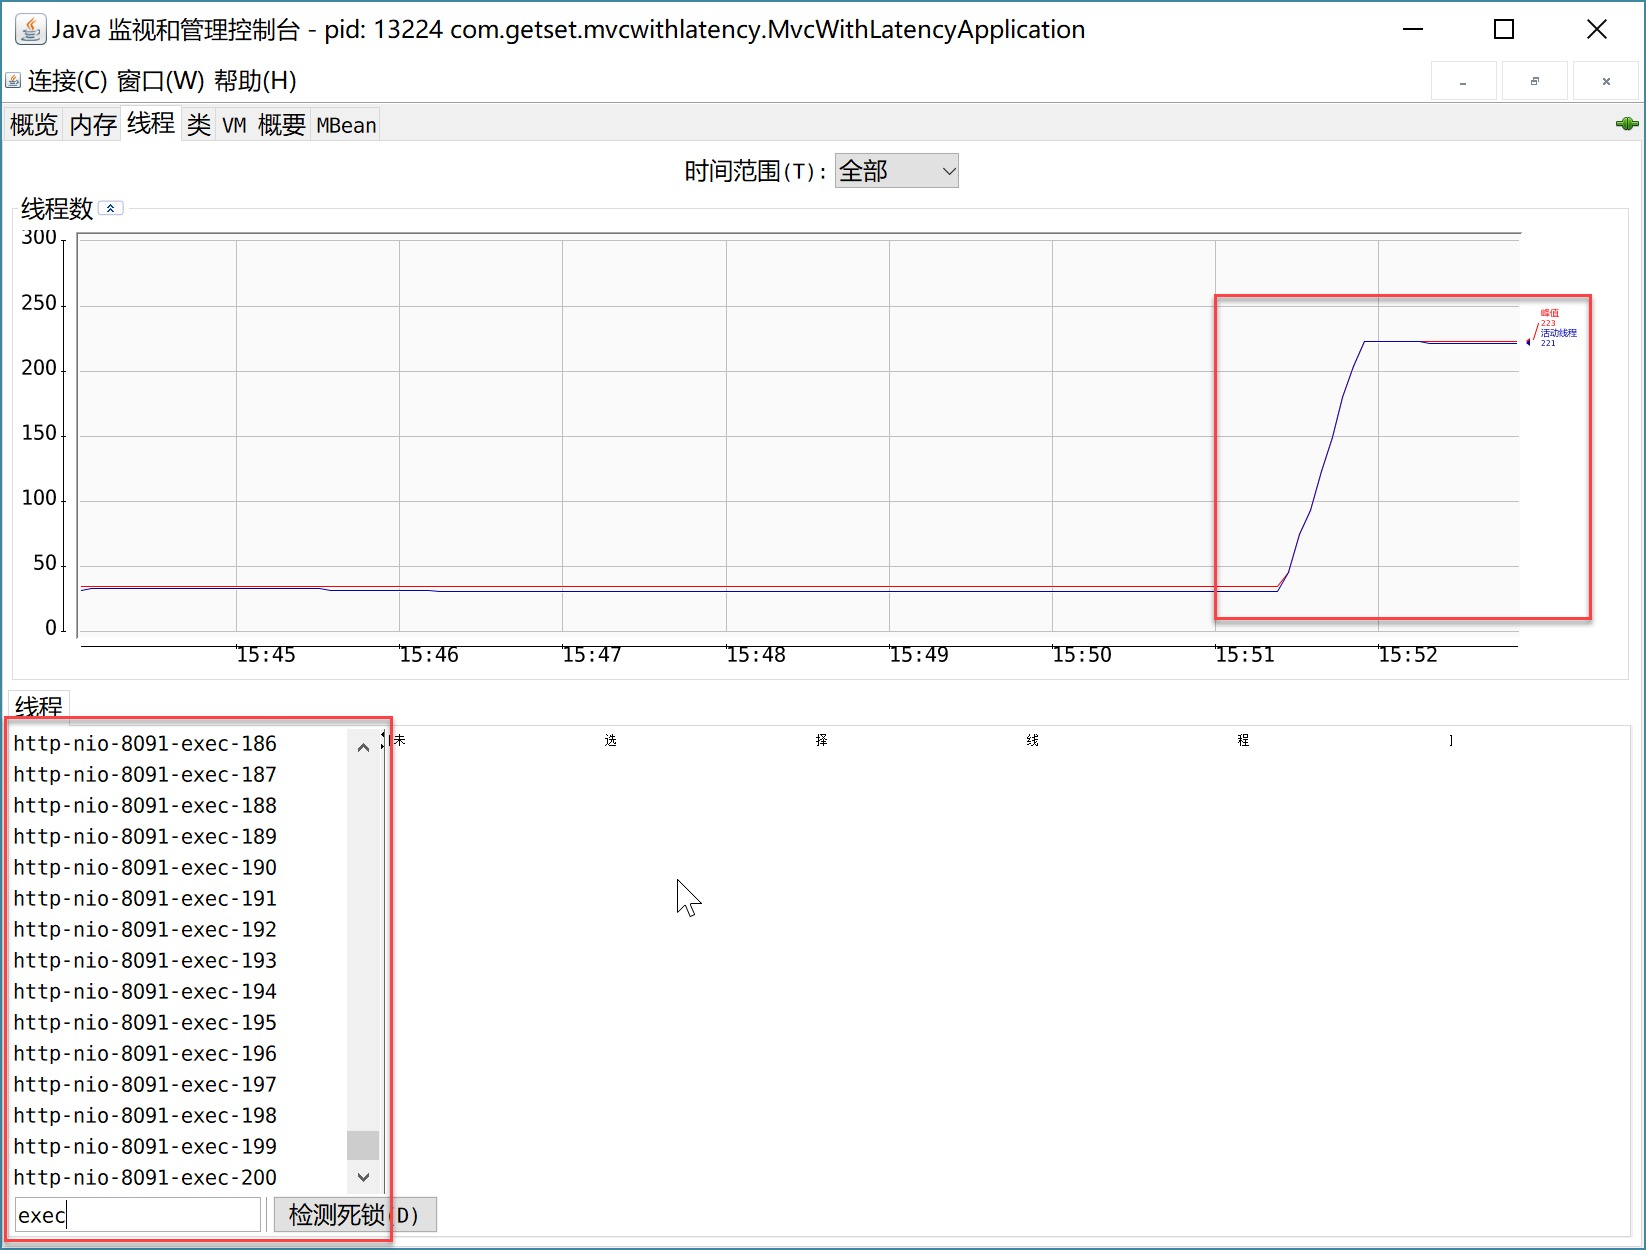 Java 监视和管理控制台 - pid: 13224 com.getset.mvcwithlatency.MvcWithLatencyApplication
连接(C) 窗口(W) 帮助(H)
概览 内存 线程 类 VM 概要 MBean
时间范围(T): 全部
线程数
300
250
200
150
100
50
0
峰值
223
活动线程
221
15:45 15:46 15:47 15:48 15:49 15:50 15:51 15:52
线程
http-nio-8091-exec-186
http-nio-8091-exec-187
http-nio-8091-exec-188
http-nio-8091-exec-189
http-nio-8091-exec-190
http-nio-8091-exec-191
http-nio-8091-exec-192
http-nio-8091-exec-193
http-nio-8091-exec-194
http-nio-8091-exec-195
http-nio-8091-exec-196
http-nio-8091-exec-197
http-nio-8091-exec-198
http-nio-8091-exec-199
http-nio-8091-exec-200
[未 选 择 线 程 ]
exec
检测死锁(D)